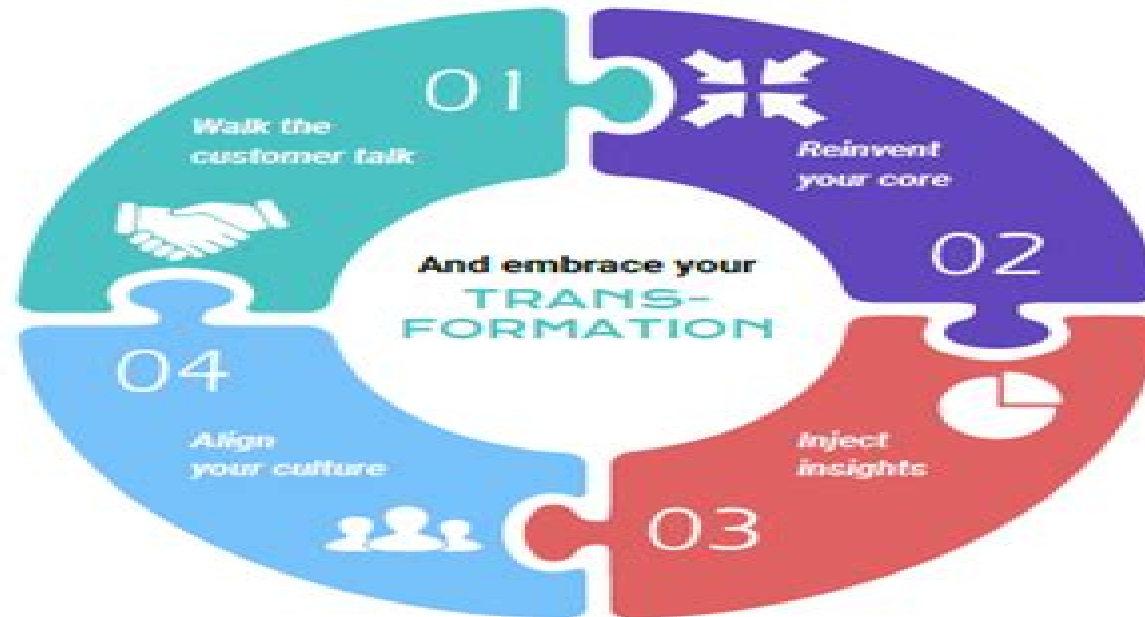 01
Walk the
customer talk
Reinvent
your core
02
And embrace your
TRANS-
FORMATION
04
Align
your culture
Inject
insights
03